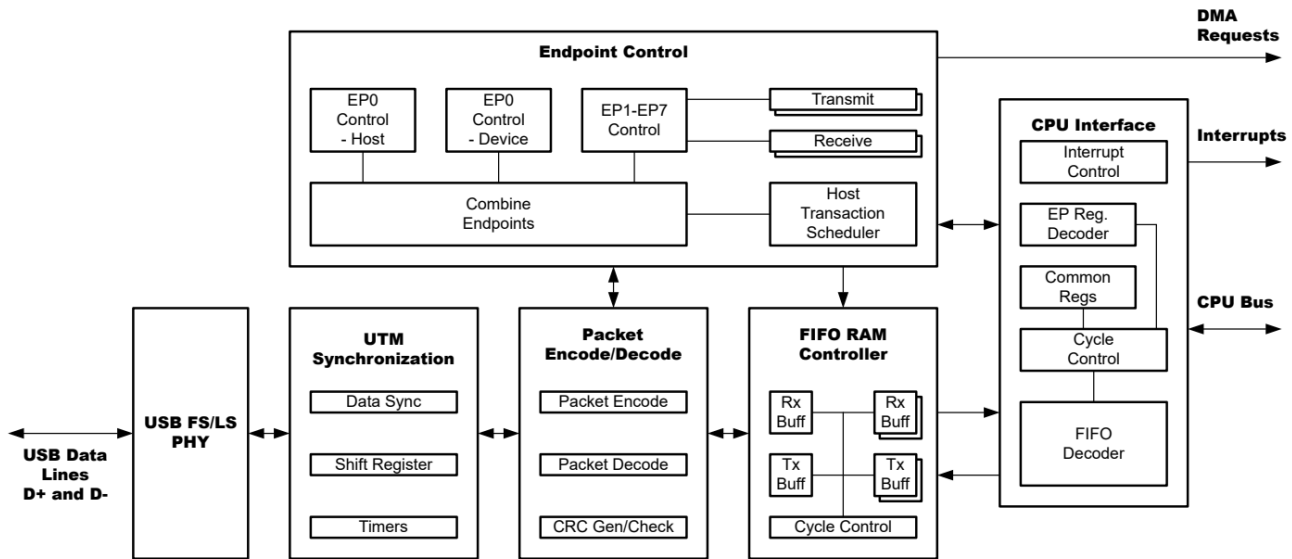 DMA
Requests
Endpoint Control
EP0
Control
- Host
EP0
Control
- Device
EP1-EP7
Control
Transmit
Receive
Combine
Endpoints
Host
Transaction
Scheduler
CPU Interface
Interrupt
Control
EP Reg.
Decoder
Common
Regs
Cycle
Control
FIFO
Decoder
Interrupts
CPU Bus
USB Data
Lines
D+ and D-
USB FS/LS
PHY
UTM
Synchronization
Data Sync
Shift Register
Timers
Packet
Encode/Decode
Packet Encode
Packet Decode
CRC Gen/Check
FIFO RAM
Controller
Rx
Buff
Rx
Buff
Tx
Buff
Tx
Buff
Cycle Control